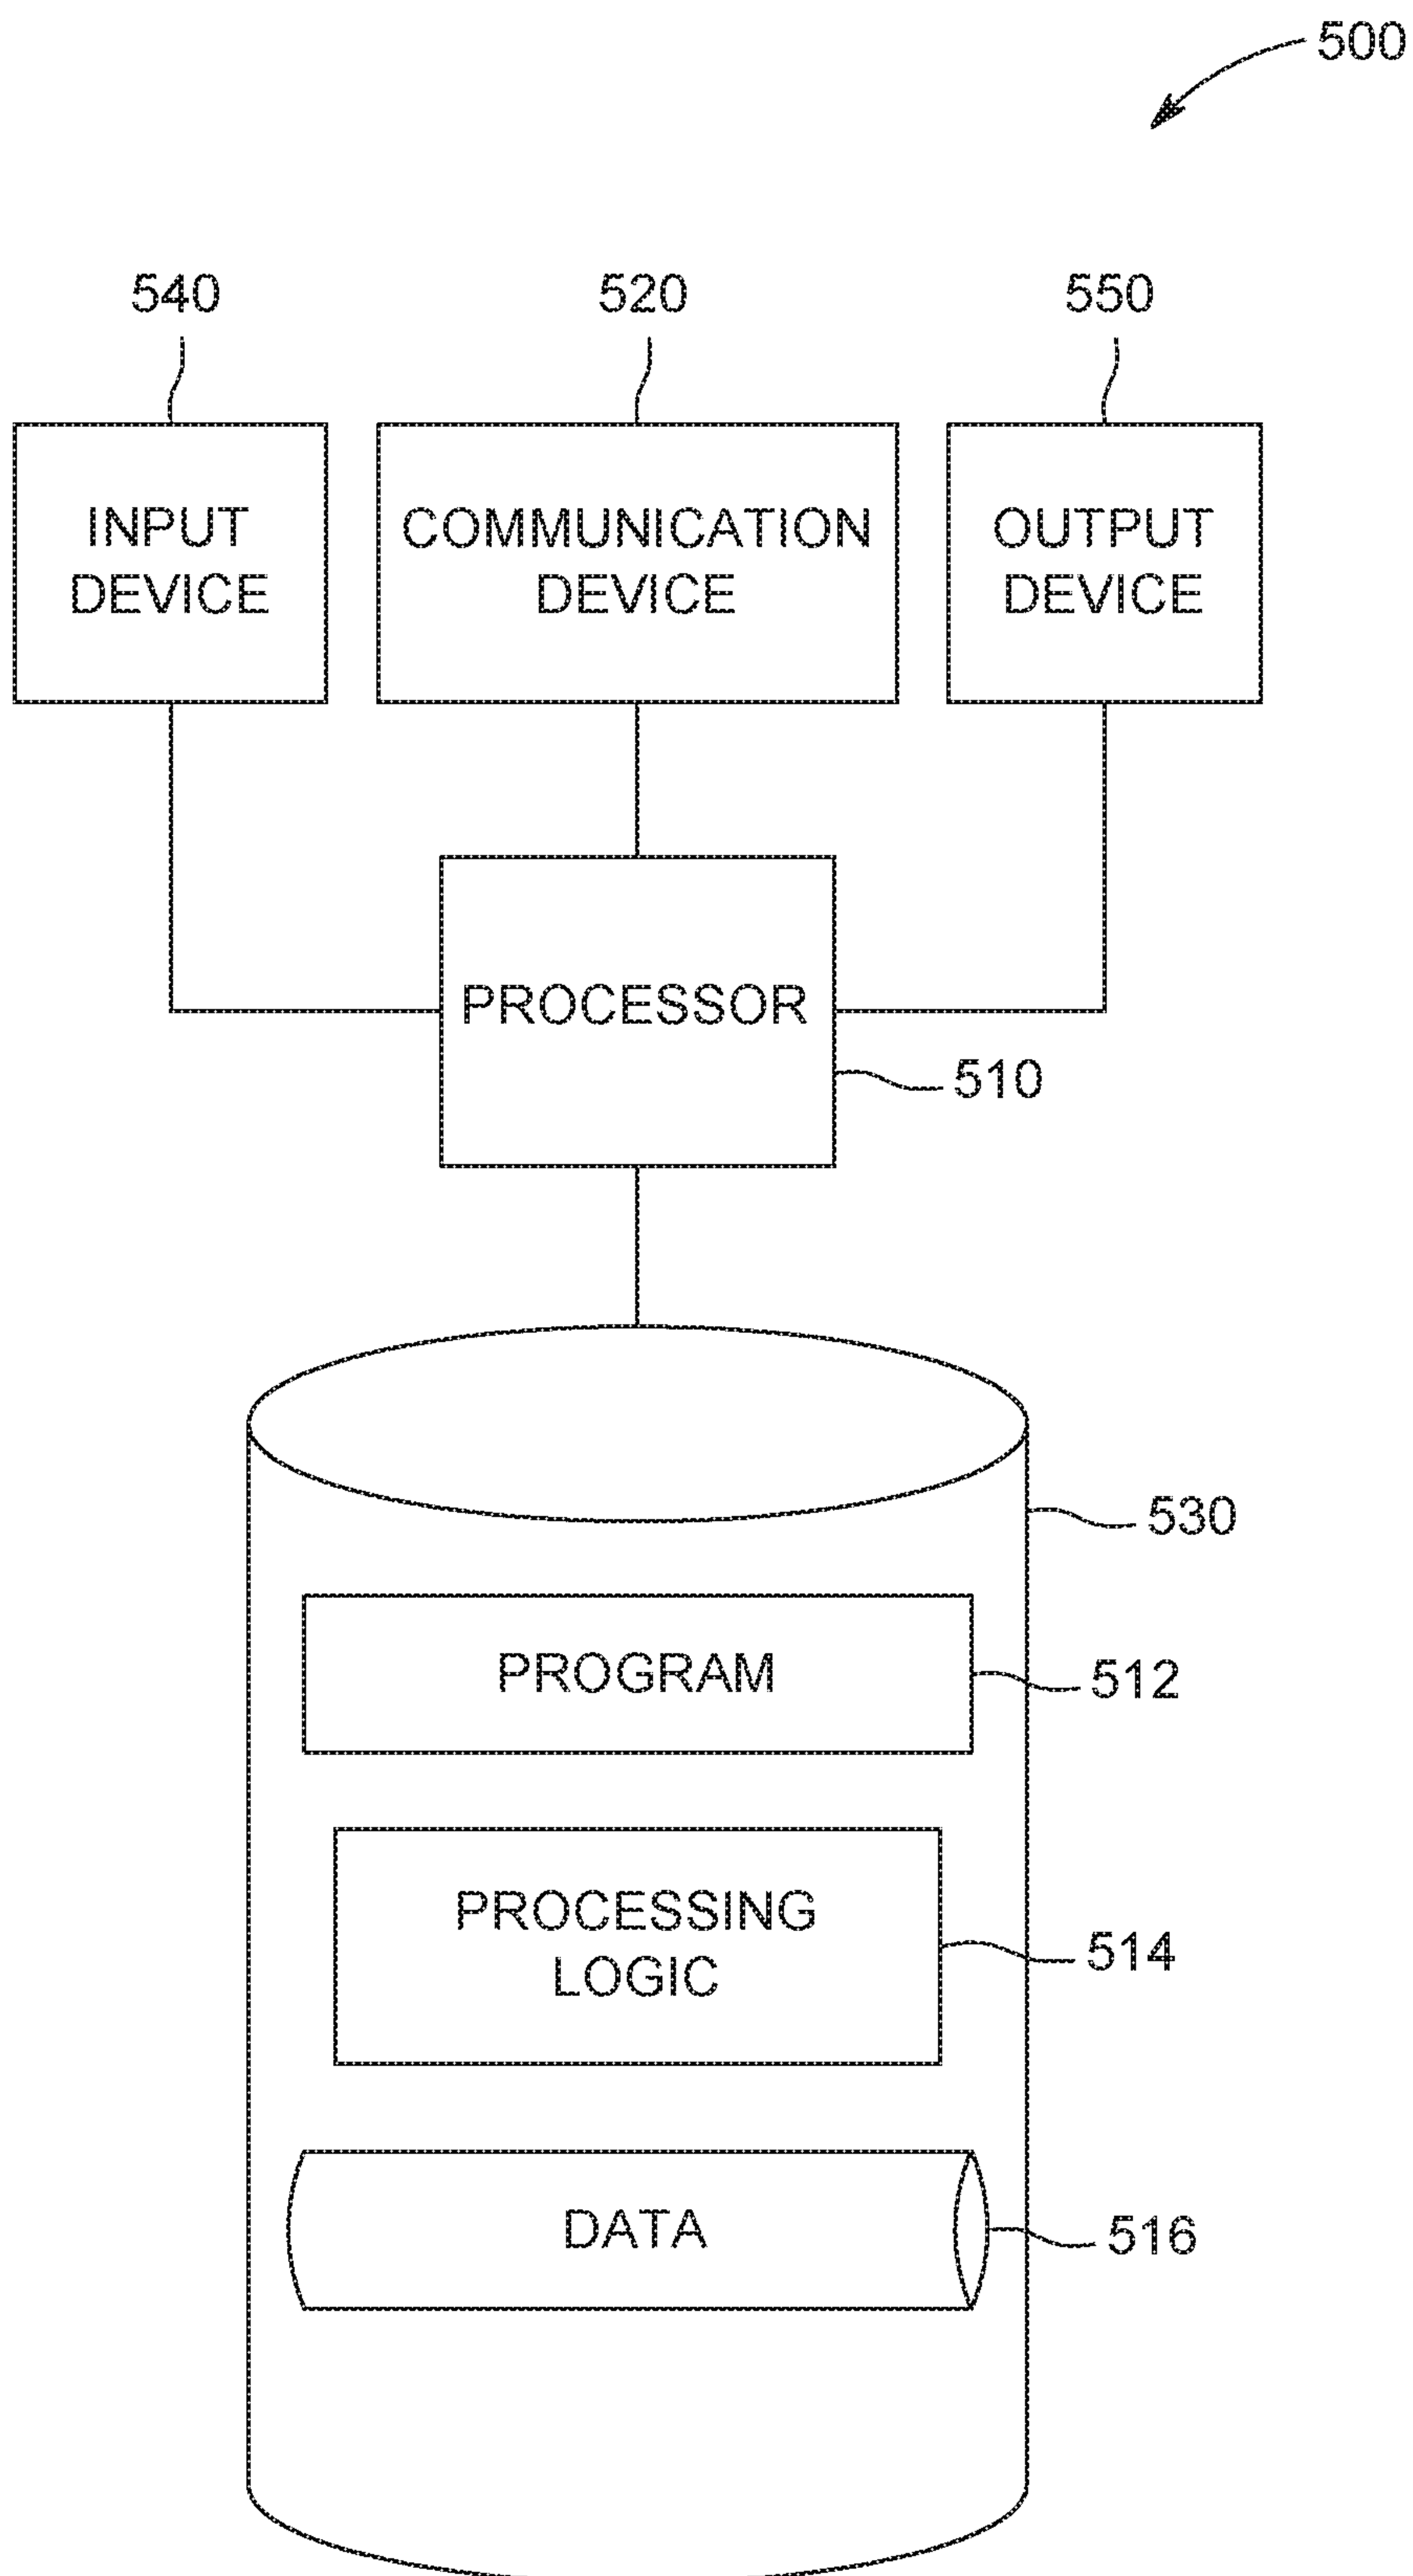 500
540
520
550
INPUT
DEVICE
COMMUNICATION
DEVICE
OUTPUT
DEVICE
PROCESSOR
510
530
PROGRAM
512
PROCESSING
LOGIC
514
DATA
516